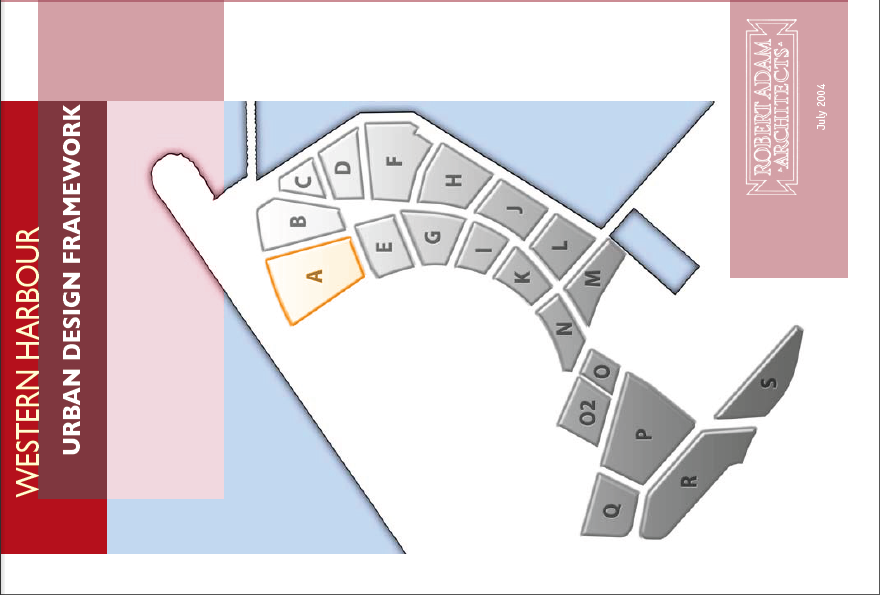 WESTERN HARBOUR
URBAN DESIGN FRAMEWORK
ROBERT ADAM
ARCHITECTS
July 2004
A
B
C
D
E
F
G
H
I
J
K
L
M
N
O
O2
P
Q
R
S